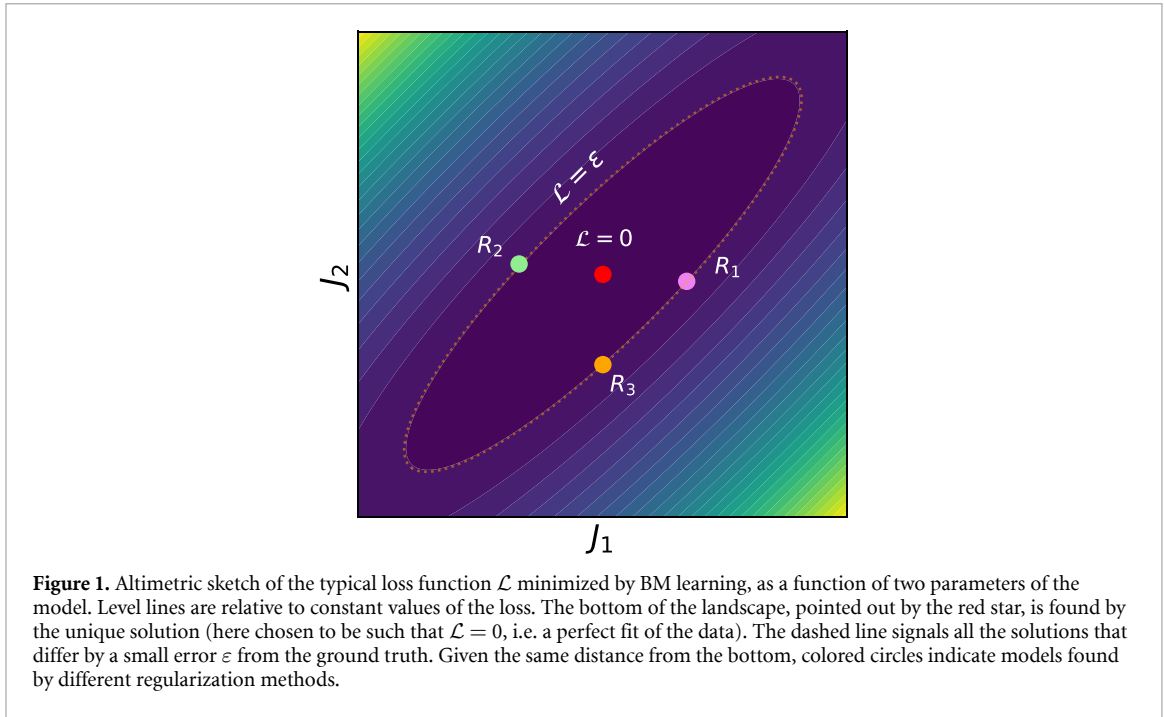 ℒ = ε
R₂
ℒ = 0
R₁
J₂
R₃
J₁
Figure 1. Altimetric sketch of the typical loss function ℒ minimized by BM learning, as a function of two parameters of the
model. Level lines are relative to constant values of the loss. The bottom of the landscape, pointed out by the red star, is found by
the unique solution (here chosen to be such that ℒ = 0, i.e. a perfect fit of the data). The dashed line signals all the solutions that
differ by a small error ε from the ground truth. Given the same distance from the bottom, colored circles indicate models found
by different regularization methods.